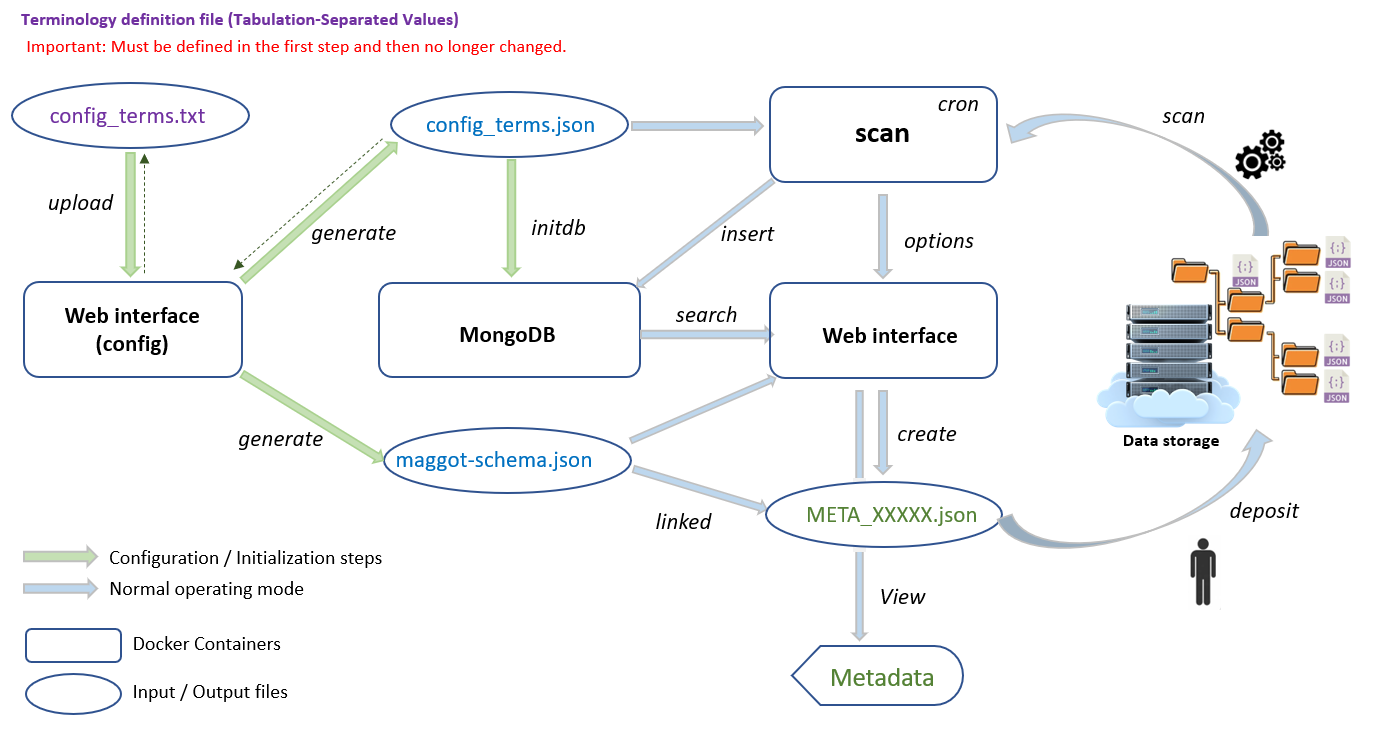 Terminology definition file (Tabulation-Separated Values)
Important: Must be defined in the first step and then no longer changed.
config_terms.txt
config_terms.json
cron
scan
scan
upload
generate
initdb
insert
options
{:}
JSON
{:}
JSON
{:}
JSON
{:}
JSON
{:}
JSON
Web interface
(config)
MongoDB
search
Web interface
Data storage
generate
maggot-schema.json
create
linked
META_XXXXX.json
deposit
View
Metadata
Configuration / Initialization steps
Normal operating mode
Docker Containers
Input / Output files